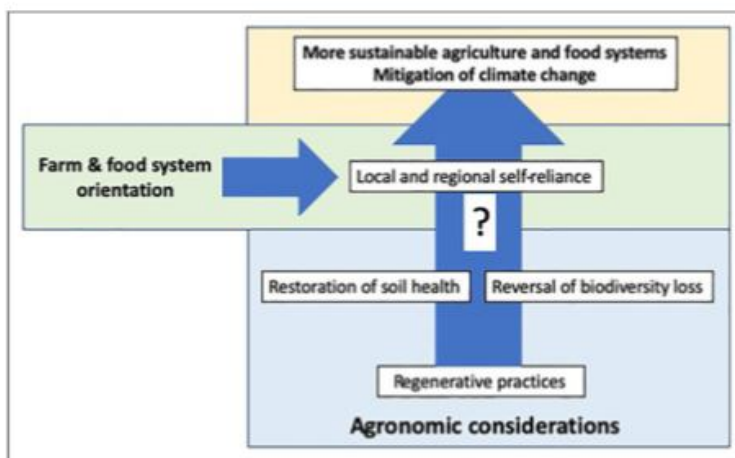 More sustainable agriculture and food systems
Mitigation of climate change
Farm & food system
orientation
Local and regional self-reliance
?
Restoration of soil health
Reversal of biodiversity loss
Regenerative practices
Agronomic considerations